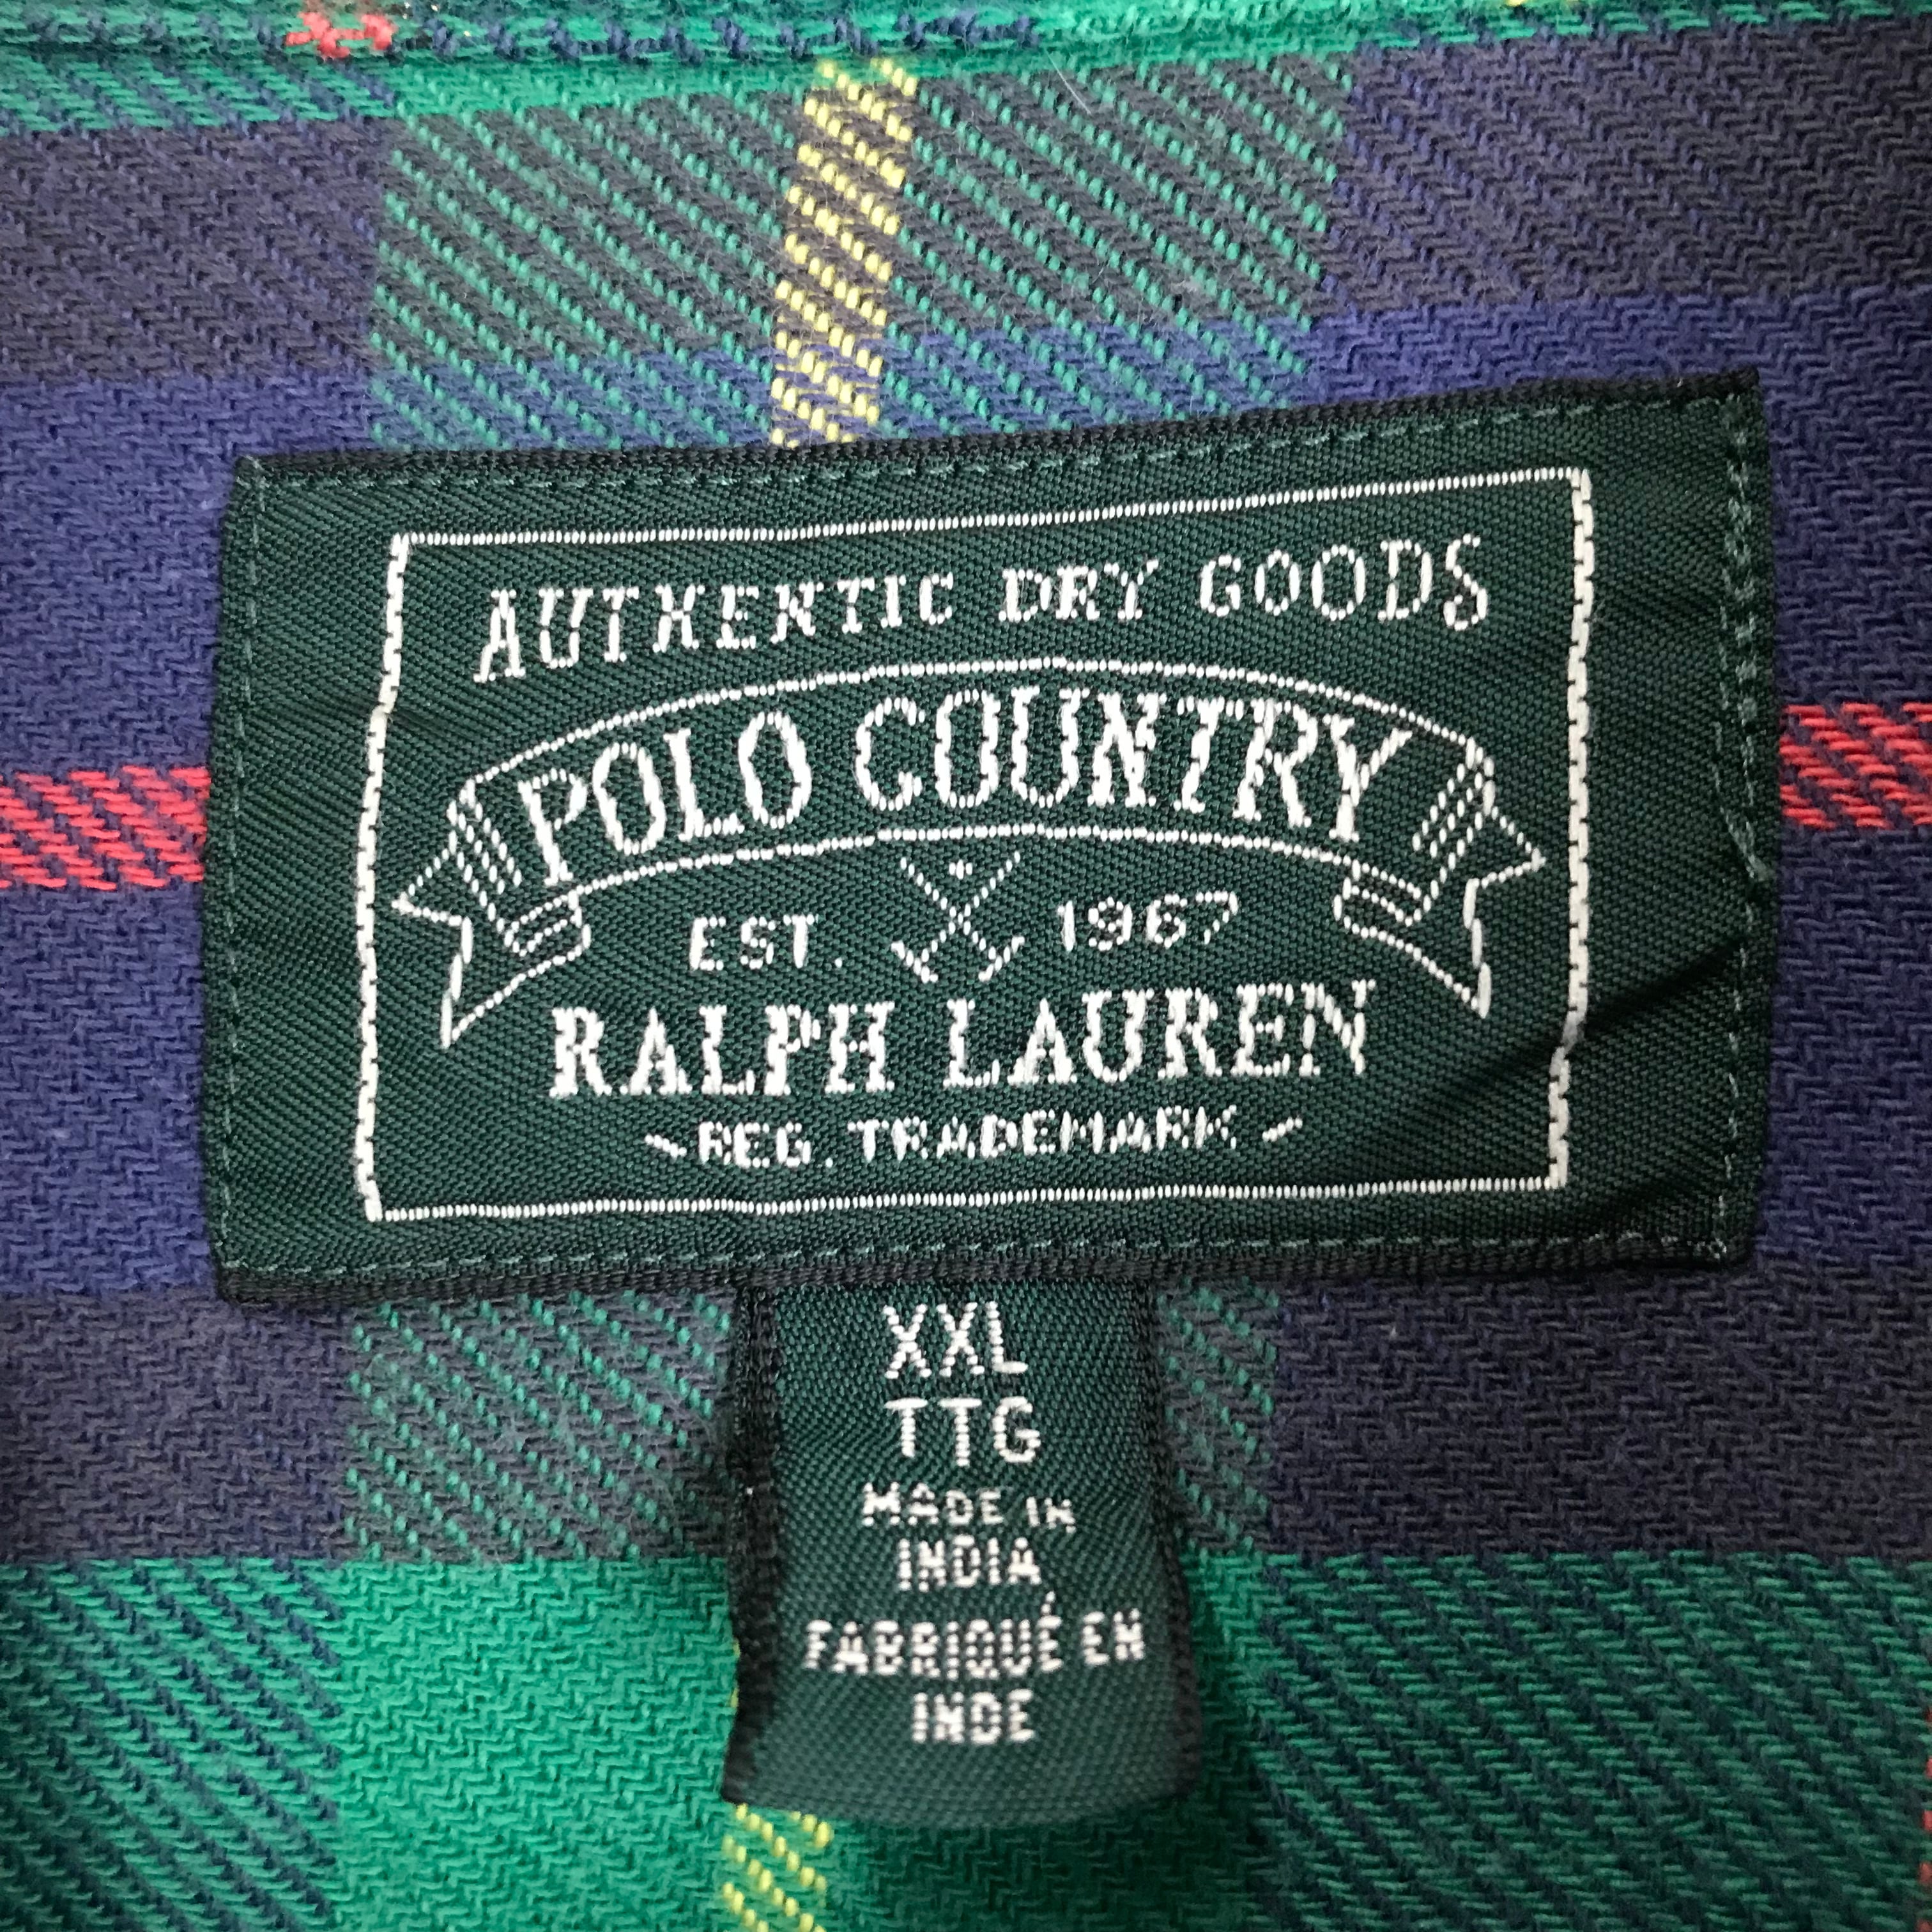 AUTHENTIC DRY GOODS
POLO COUNTRY
EST. 1967
RALPH LAUREN
-REG. TRADEMARK-
XXL
TTG
MADE IN
INDIA
FABRIQUÉ EN
INDE